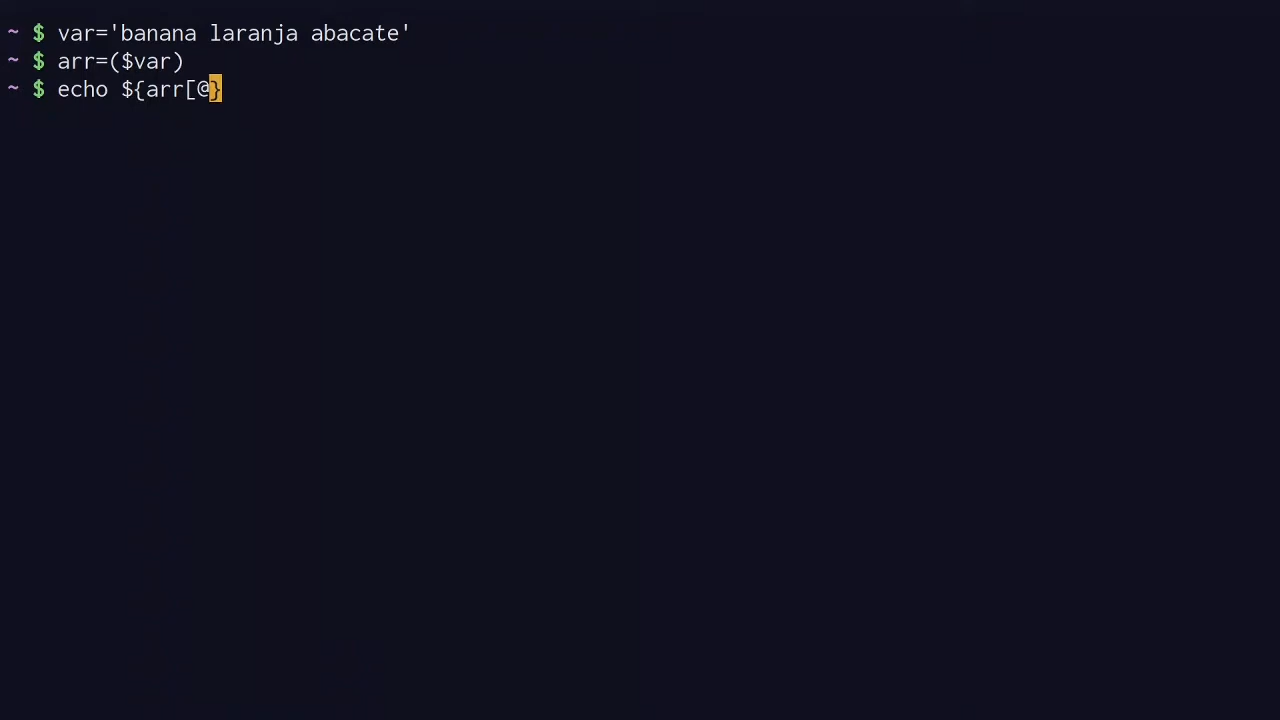 ~ $ var='banana laranja abacate'
~ $ arr=($var)
~ $ echo ${arr[@}